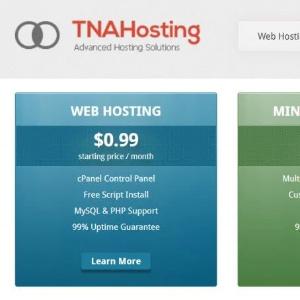 TNAHosting
Advanced Hosting Solutions
Web Hosti
WEB HOSTING
$0.99
starting price / month
cPanel Control Panel
Free Script Install
MySQL & PHP Support
99% Uptime Guarantee
Learn More
MIN
Mult
Cus
9